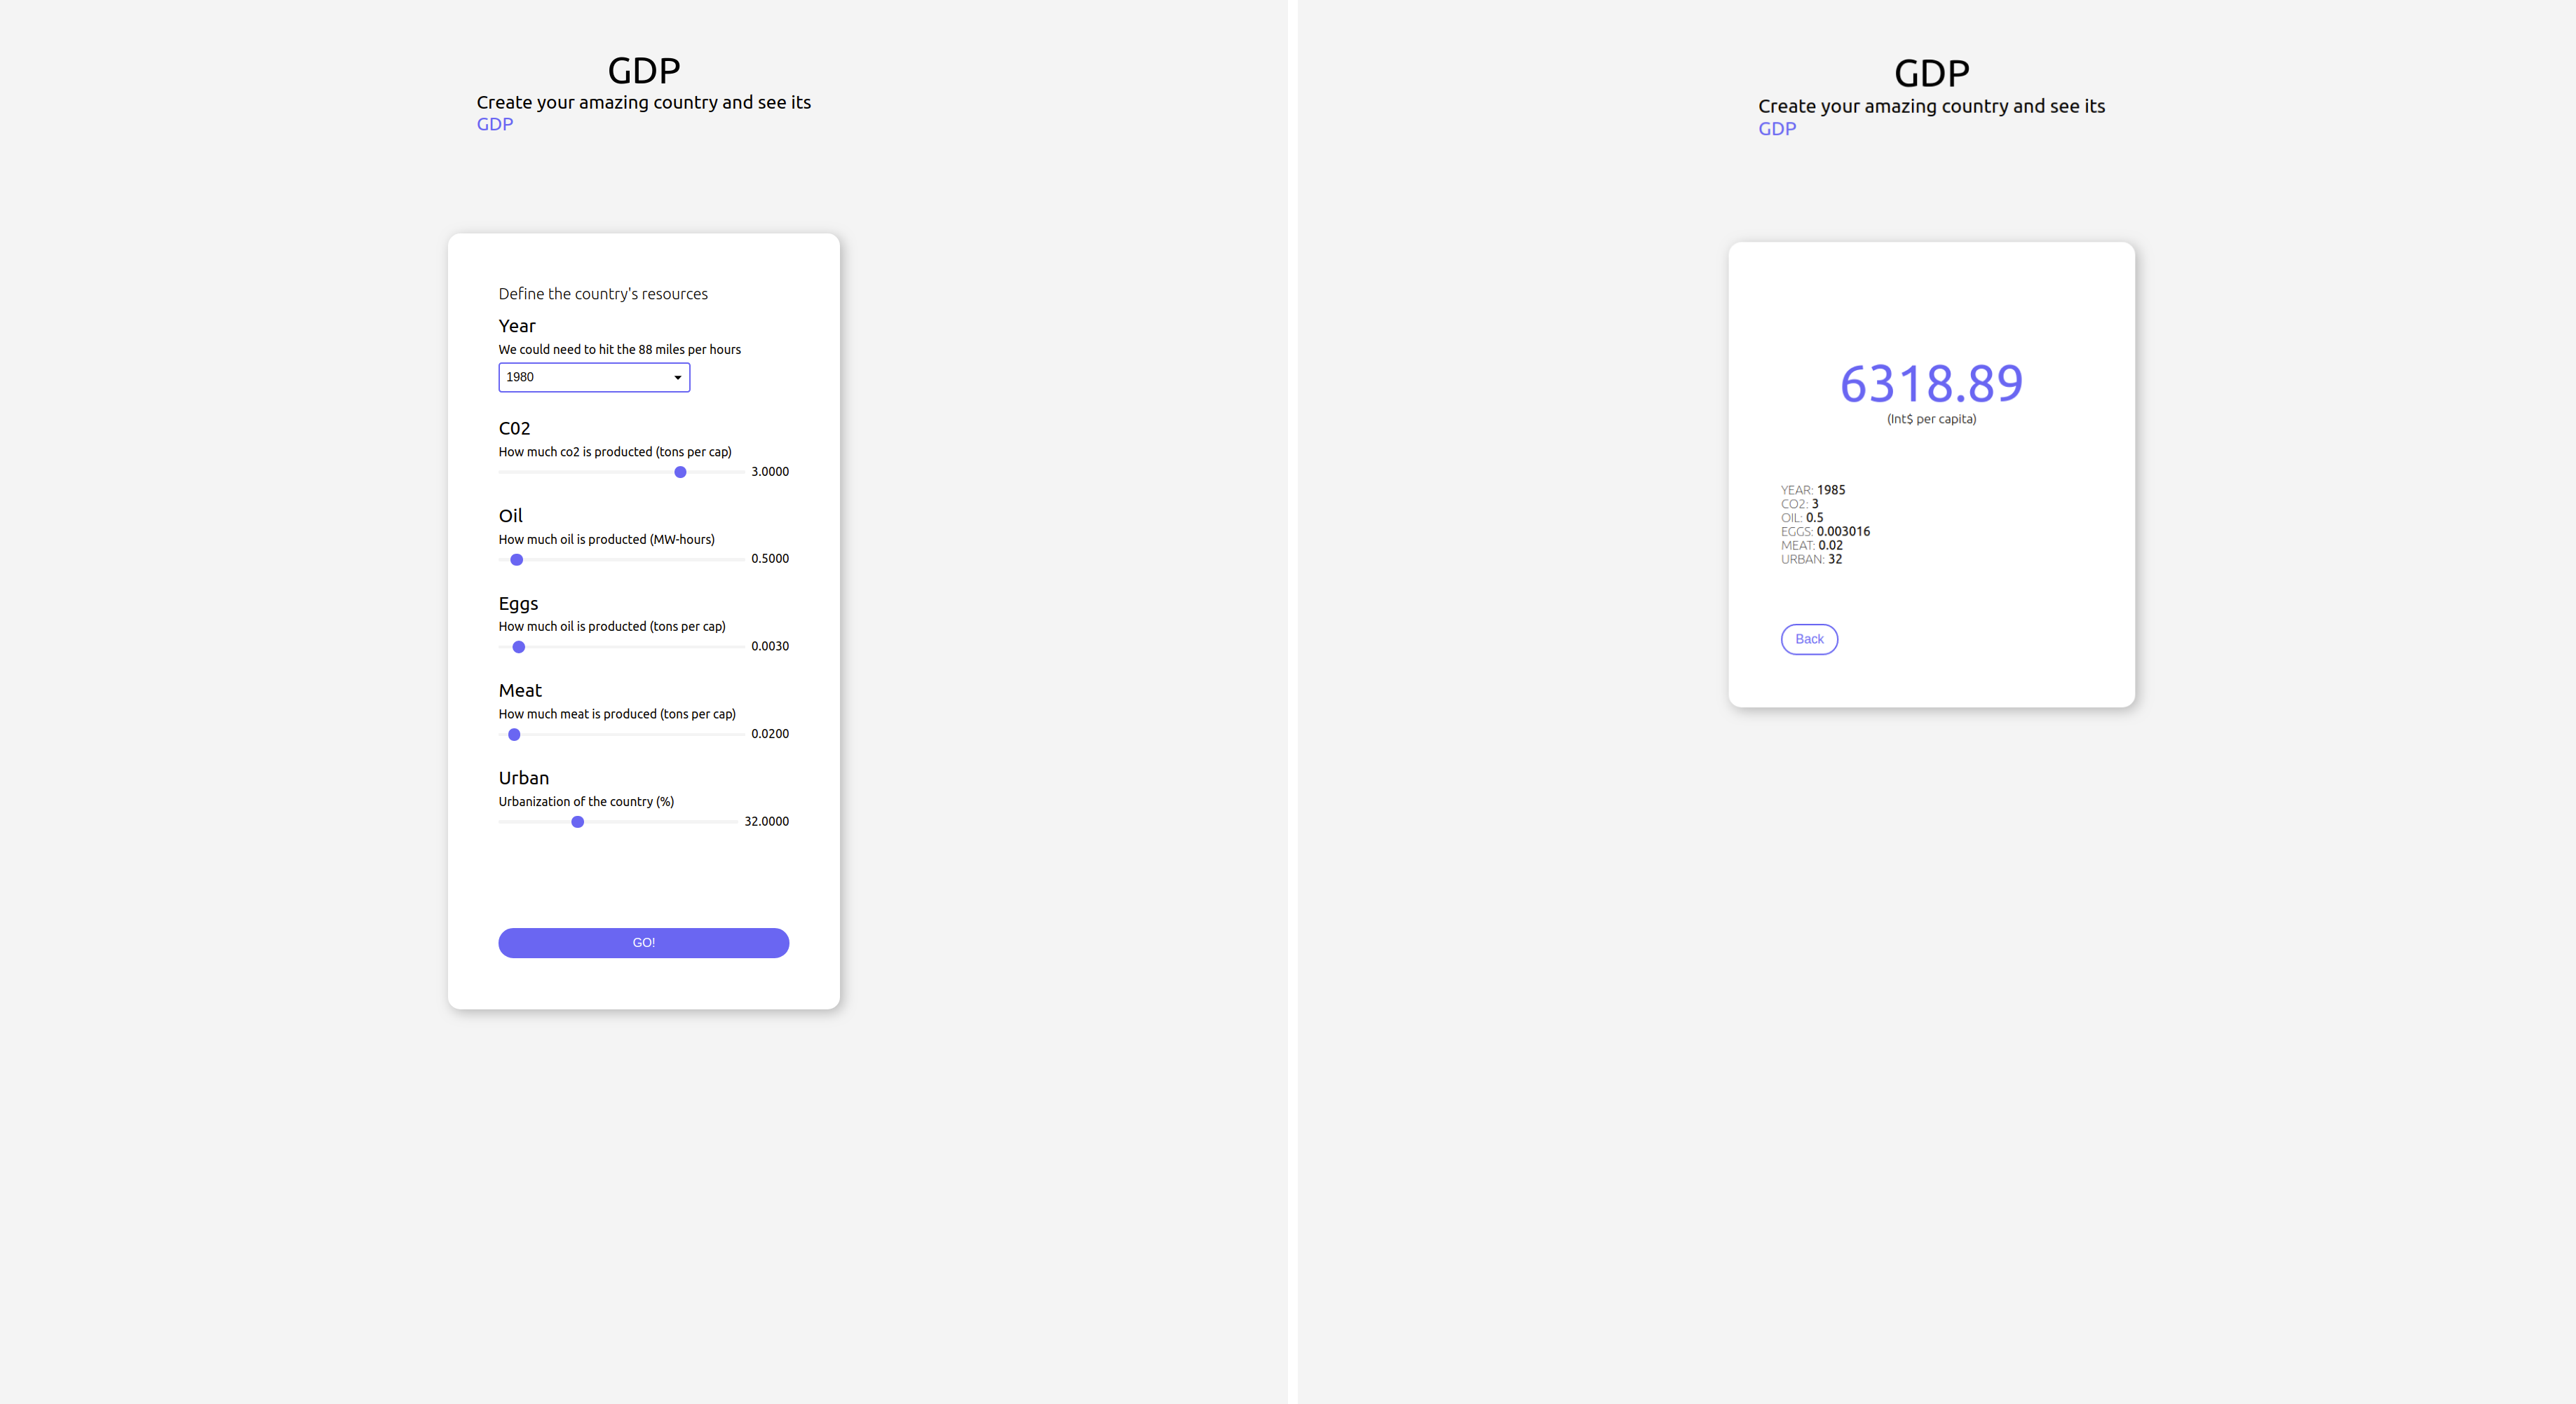 GDP
Create your amazing country and see its
GDP
Define the country's resources
Year
We could need to hit the 88 miles per hours
1980
C02
How much co2 is producted (tons per cap)
3.0000
Oil
How much oil is producted (MW-hours)
0.5000
Eggs
How much oil is producted (tons per cap)
0.0030
Meat
How much meat is produced (tons per cap)
0.0200
Urban
Urbanization of the country (%)
32.0000
GO!
GDP
Create your amazing country and see its
GDP
6318.89
(Int$ per capita)
YEAR: 1985
CO2: 3
OIL: 0.5
EGGS: 0.003016
MEAT: 0.02
URBAN: 32
Back